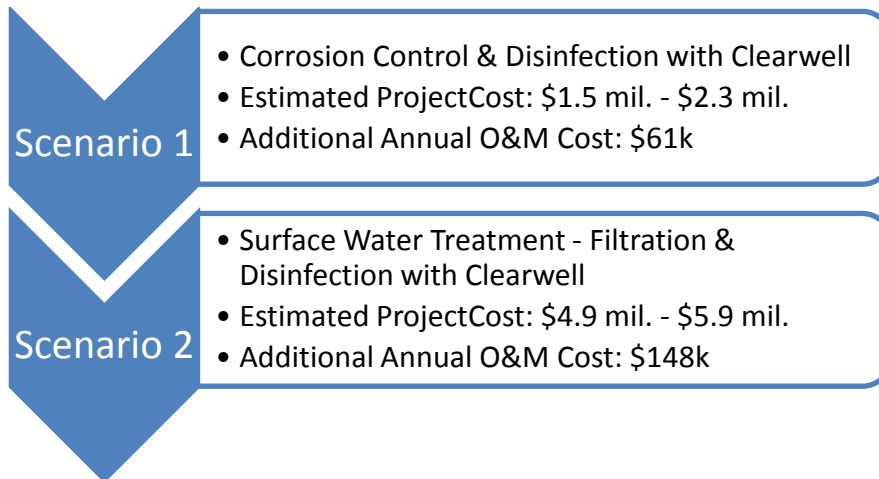 Scenario 1
• Corrosion Control & Disinfection with Clearwell
• Estimated ProjectCost: $1.5 mil. - $2.3 mil.
• Additional Annual O&M Cost: $61k
Scenario 2
• Surface Water Treatment - Filtration &
Disinfection with Clearwell
• Estimated ProjectCost: $4.9 mil. - $5.9 mil.
• Additional Annual O&M Cost: $148k